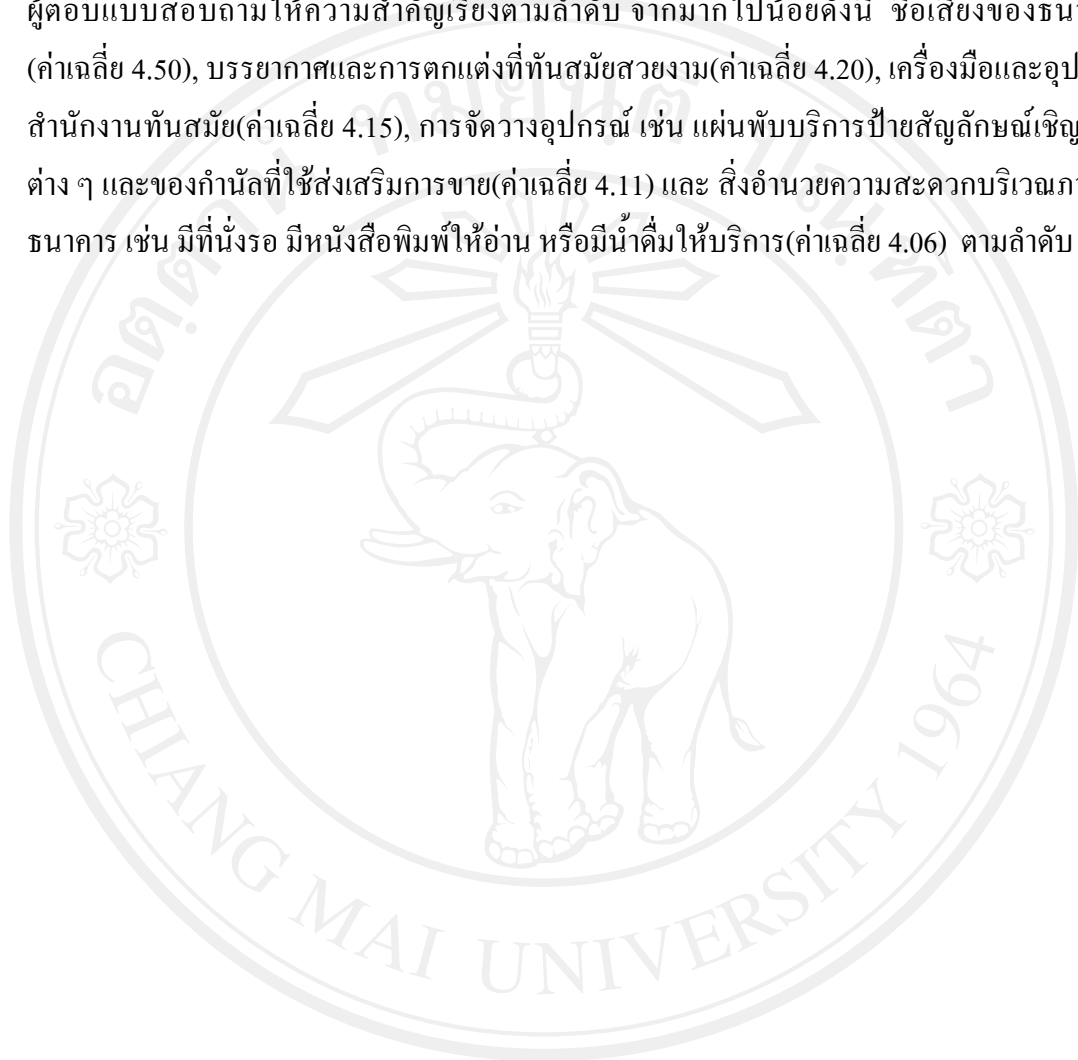 ผู้ตอบแบบสอบถามให้ความสำคัญเรียงตามลำดับ จากมากไปน้อยดังนี้ ชื่อเสียงของธนา
(ค่าเฉลี่ย 4.50), บรรยากาศและการตกแต่งที่ทันสมัยสวยงาม(ค่าเฉลี่ย 4.20), เครื่องมือและอุป
สำนักงานทันสมัย(ค่าเฉลี่ย 4.15), การจัดวางอุปกรณ์ เช่น แผ่นพับบริการป้ายสัญลักษณ์เชิญ
ต่าง ๆ และของกำนัลที่ใช้ส่งเสริมการขาย(ค่าเฉลี่ย 4.11) และ สิ่งอำนวยความสะดวกบริเวณภา
ธนาคาร เช่น มีที่นั่งรอ มีหนังสือพิมพ์ให้อ่าน หรือมีน้ำดื่มให้บริการ(ค่าเฉลี่ย 4.06) ตามลำดับ
อตฺตานํ ทมยนฺติ ปณฺฑิตา
CHIANG MAI UNIVERSITY 1964